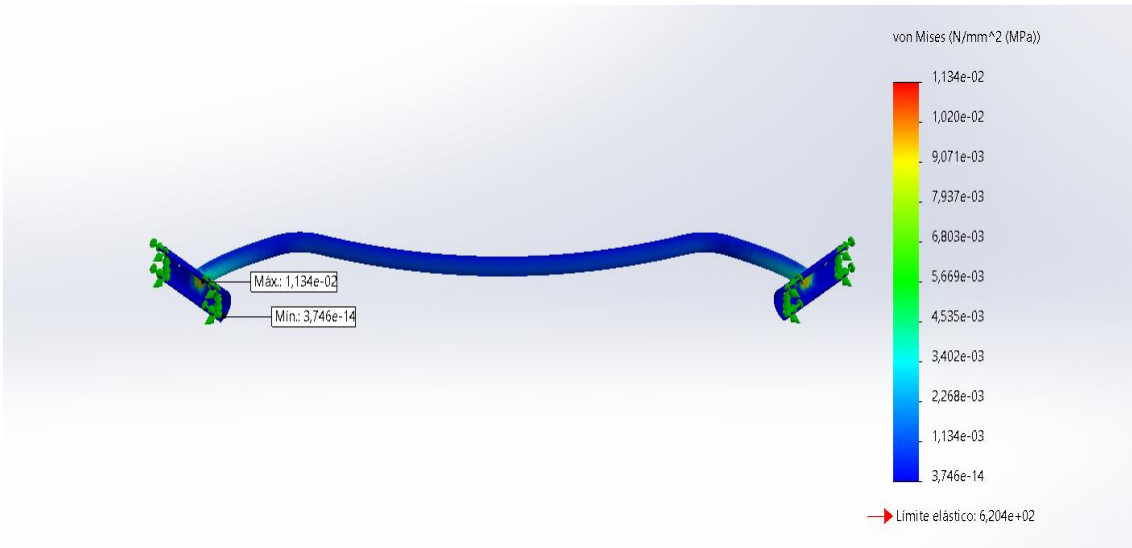 von Mises (N/mm^2 (MPa))
1,134e-02
1,020e-02
9,071e-03
7,937e-03
6,803e-03
5,669e-03
4,535e-03
3,402e-03
2,268e-03
1,134e-03
3,746e-14
Límite elástico: 6,204e+02
Máx.: 1,134e-02
Mín.: 3,746e-14